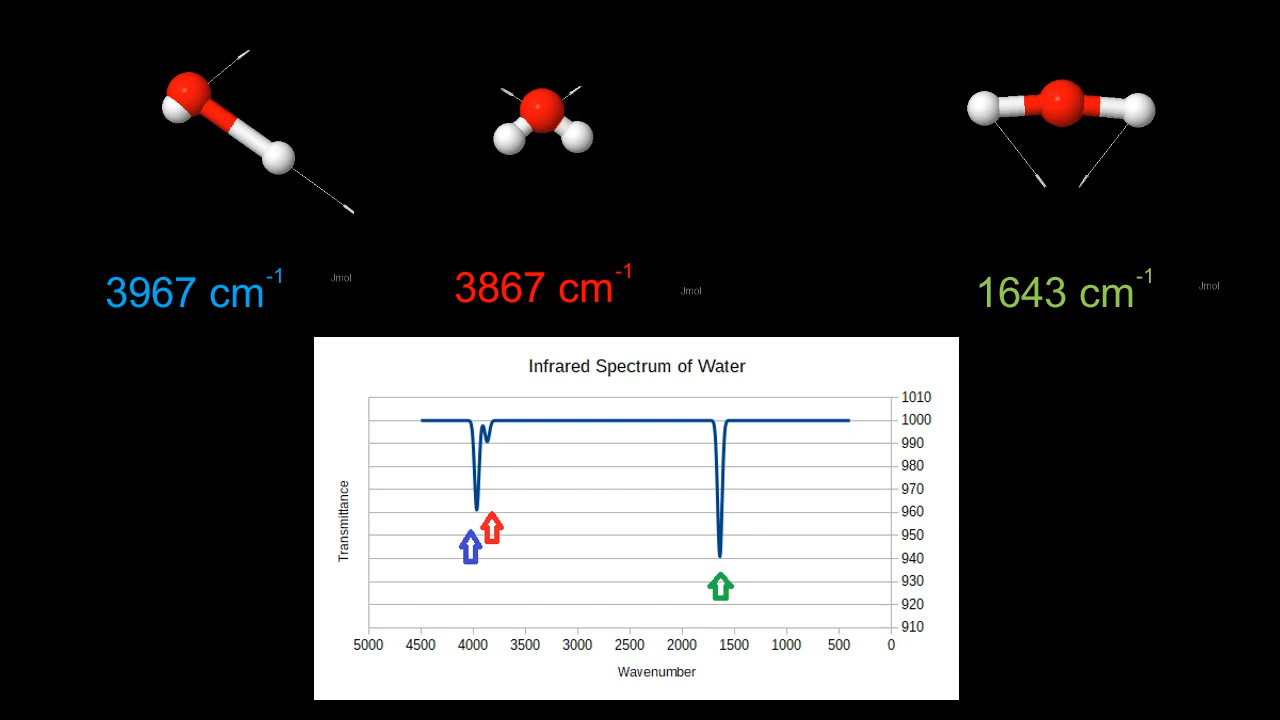 3967 cm-1
Jmol
3867 cm-1
Jmol
1643 cm-1
Jmol
Infrared Spectrum of Water
1010
1000
990
980
970
960
950
940
930
920
910
Transmittance
5000 4500 4000 3500 3000 2500 2000 1500 1000 500 0
Wavenumber